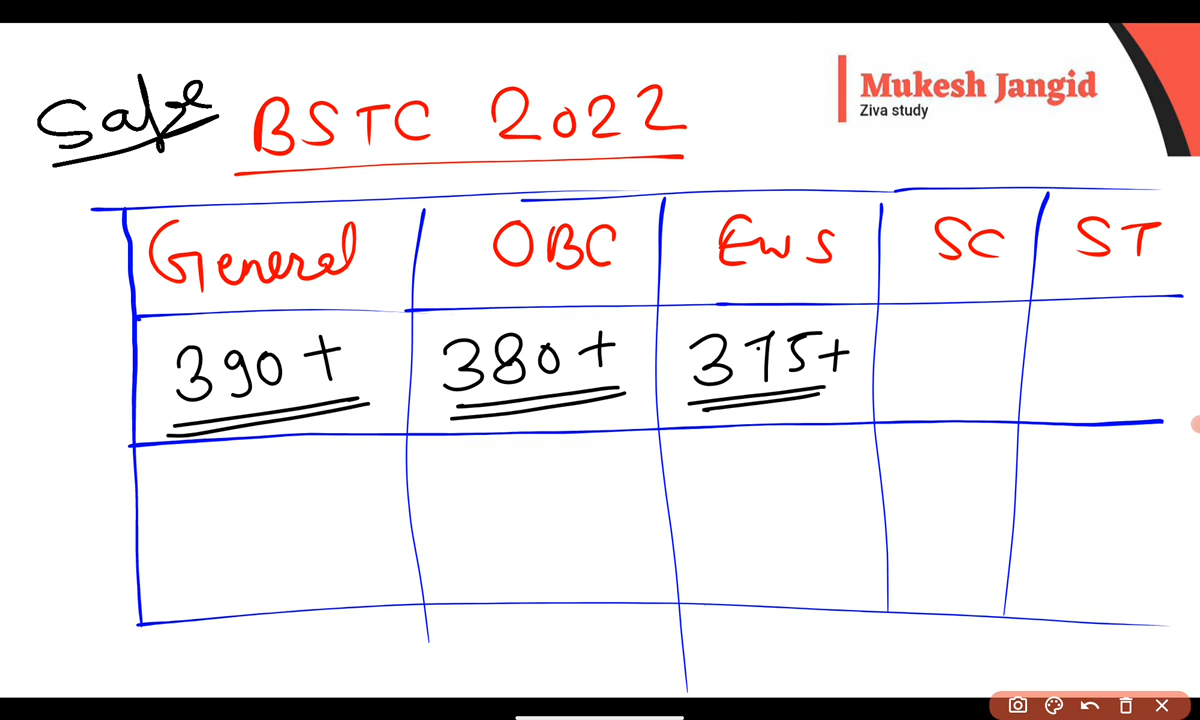 Mukesh Jangid
Ziva study
Safe BSTC 2022
General OBC EWS SC ST
390+ 380+ 375+